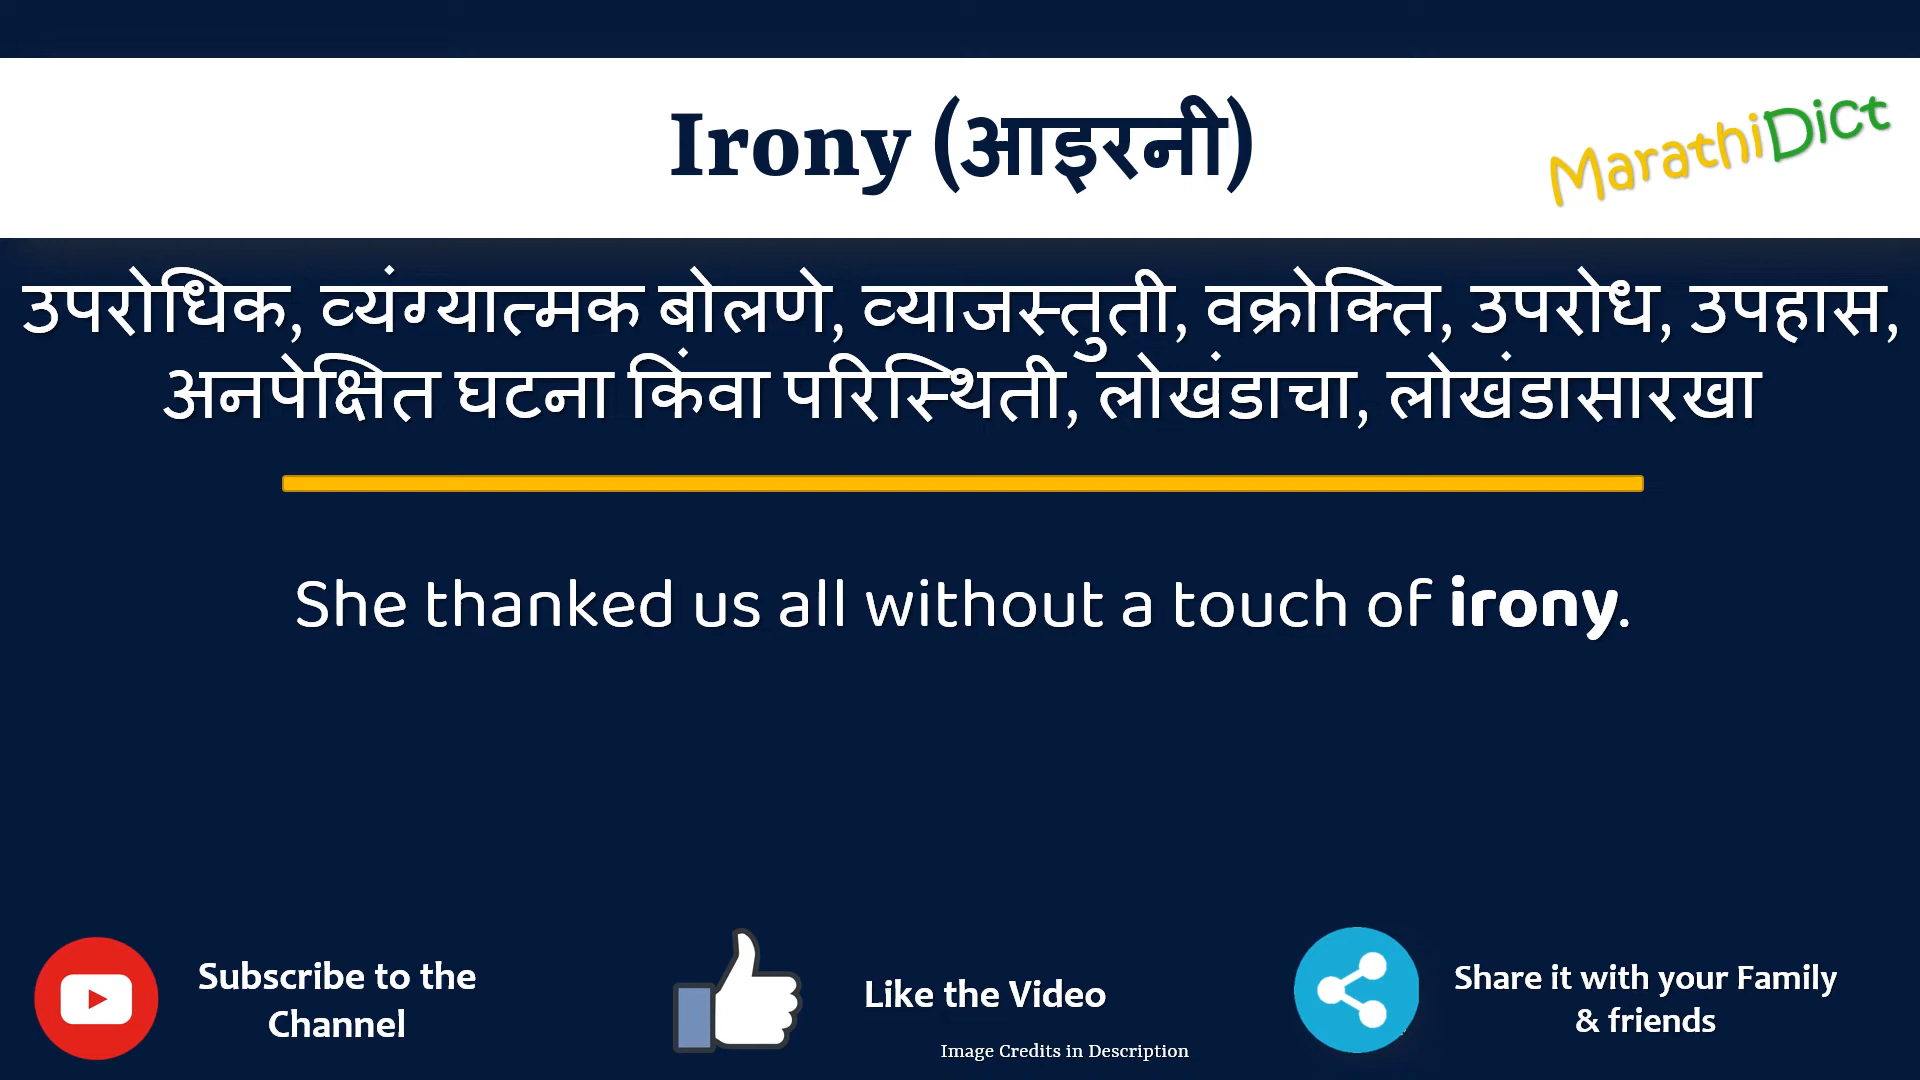 Irony (आइरनी)
MarathiDict
उपरोधिक, व्यंग्यात्मक बोलणे, व्याजस्तुती, वक्रोक्ति, उपरोध, उपहास,
अनपेक्षित घटना किंवा परिस्थिती, लोखंडाचा, लोखंडासारखा
She thanked us all without a touch of irony.
Subscribe to the
Channel
Like the Video
Image Credits in Description
Share it with your Family
& friends